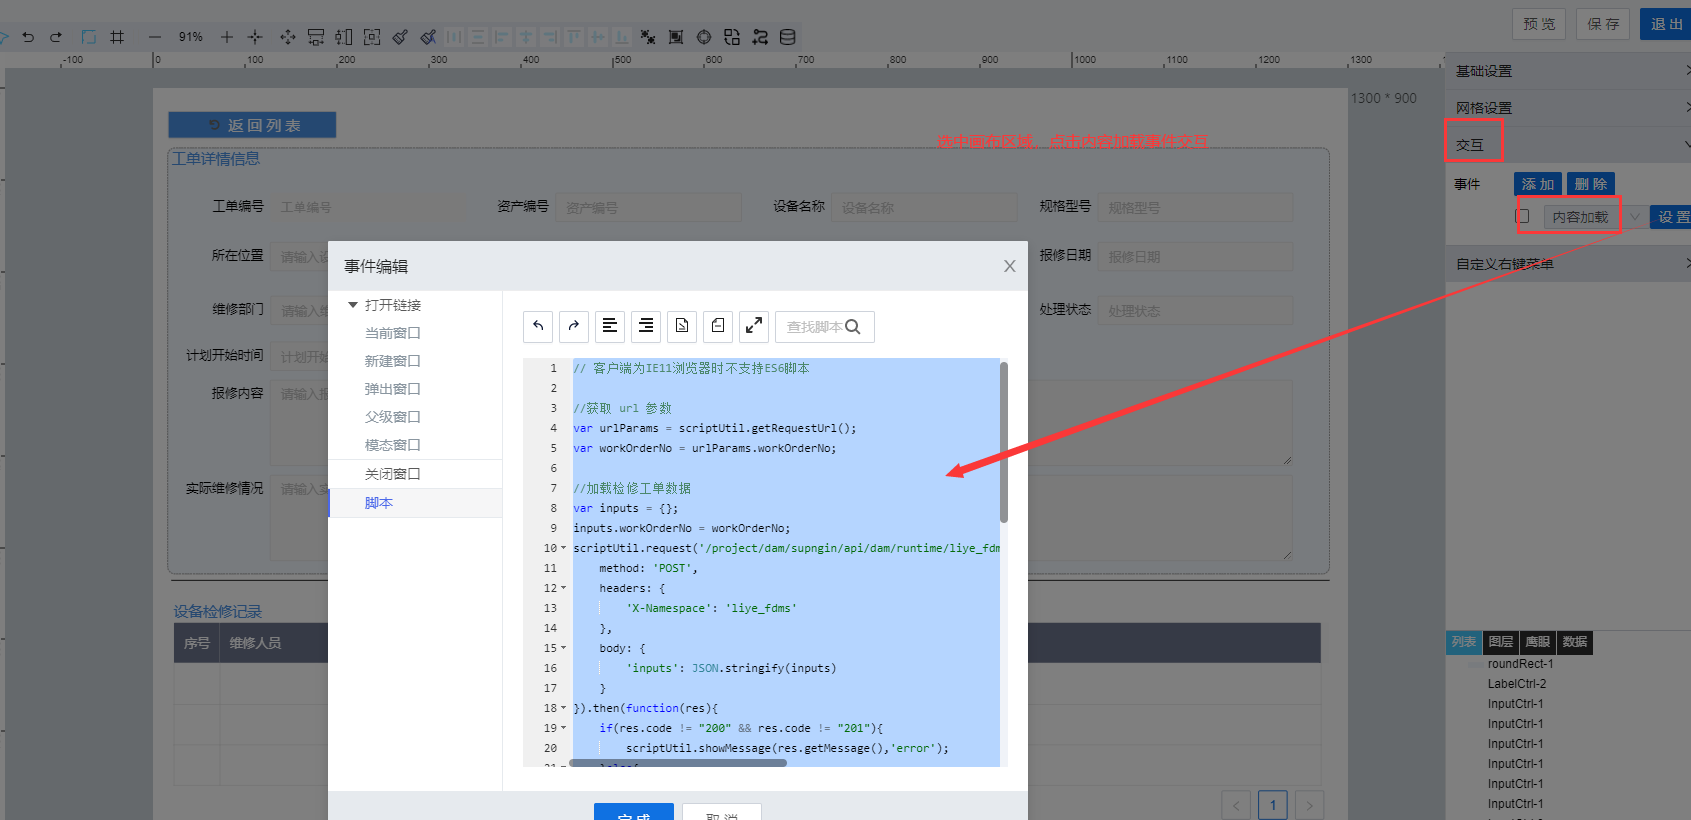 预 览
保 存
退 出
91%
-100
0
100
200
300
400
500
600
700
800
900
1000
1100
1200
1300
1300 * 900
基础设置
网格设置
交互
事件
添 加
删 除
内容加载
设 置
自定义右键菜单
返 回 列 表
选中画布区域，点击内容加载事件交互
工单详情信息
工单编号
工单编号
资产编号
资产编号
设备名称
设备名称
规格型号
规格型号
所在位置
请输入设
报修日期
报修日期
维修部门
请输入维
处理状态
处理状态
计划开始时间
计划开始
报修内容
请输入报
实际维修情况
请输入实
设备检修记录
序号
维修人员
事件编辑
打开链接
当前窗口
新建窗口
弹出窗口
父级窗口
模态窗口
关闭窗口
脚本
查找脚本
1 // 客户端为IE11浏览器时不支持ES6脚本
2
3 //获取 url 参数
4 var urlParams = scriptUtil.getRequestUrl();
5 var workOrderNo = urlParams.workOrderNo;
6
7 //加载检修工单数据
8 var inputs = {};
9 inputs.workOrderNo = workOrderNo;
10 scriptUtil.request('/project/dam/supngin/api/dam/runtime/liye_fdm
11 method: 'POST',
12 headers: {
13 'X-Namespace': 'liye_fdms'
14 },
15 body: {
16 'inputs': JSON.stringify(inputs)
17 }
18 }).then(function(res){
19 if(res.code != "200" && res.code != "201"){
20 scriptUtil.showMessage(res.getMessage(),'error');
21 }else{
完 成
取 消
1
列表
图层
鹰眼
数据
roundRect-1
LabelCtrl-2
InputCtrl-1
InputCtrl-1
InputCtrl-1
InputCtrl-1
InputCtrl-1
InputCtrl-1